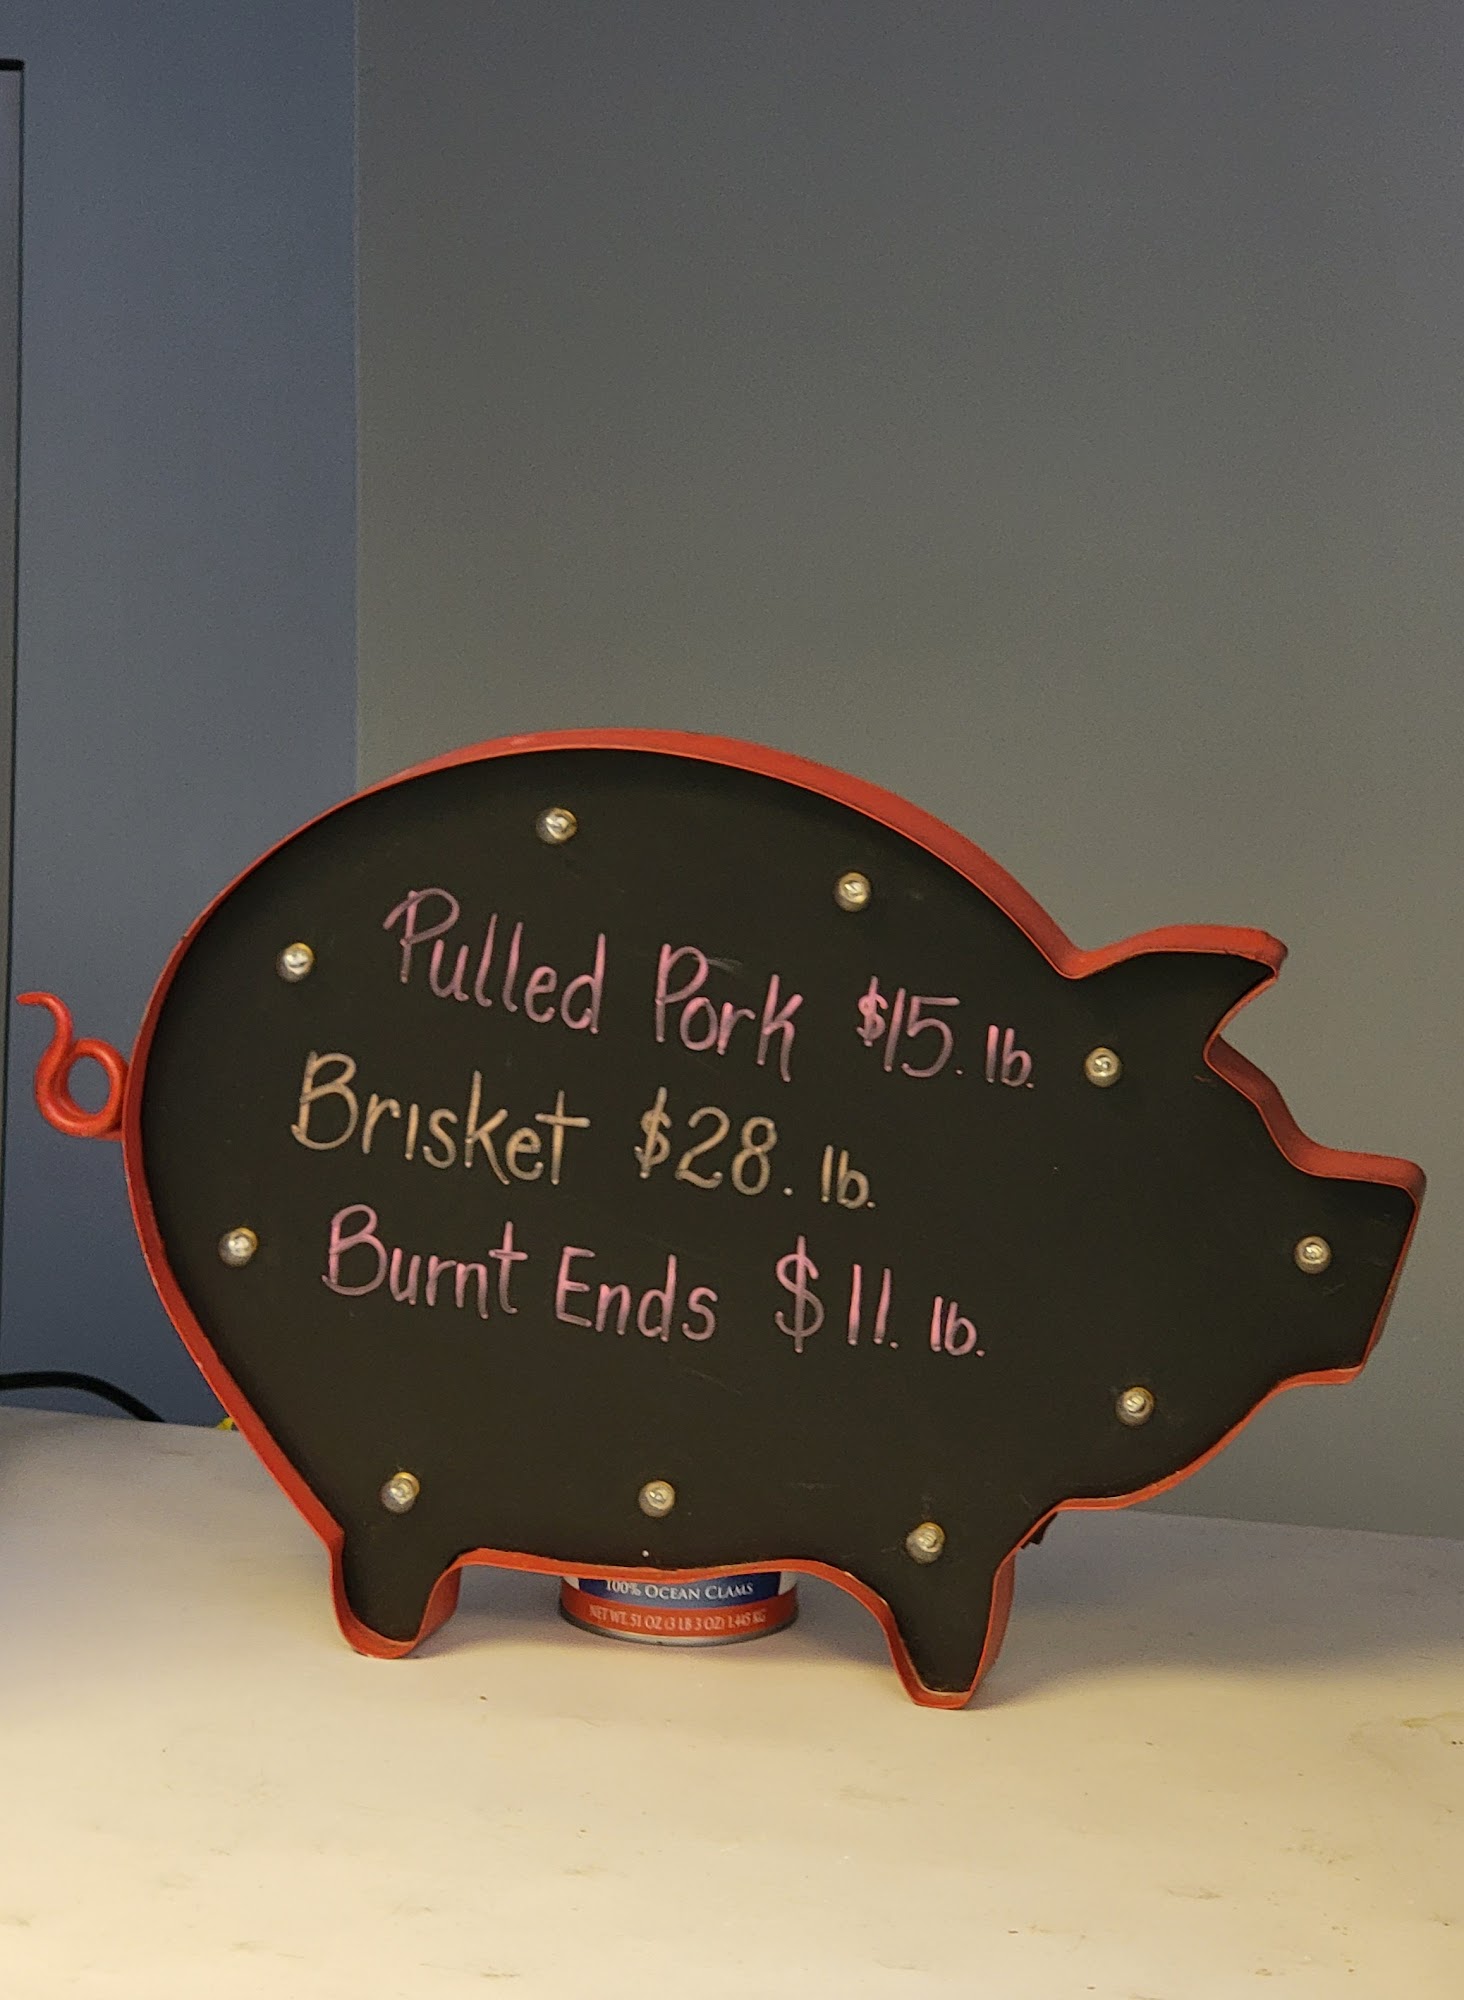 Pulled Pork $15. lb.
Brisket $28. lb.
Burnt Ends $11. lb.
100% OCEAN CLAMS
NET WT. 51 OZ (3 LB 3 OZ) 1.445 KG